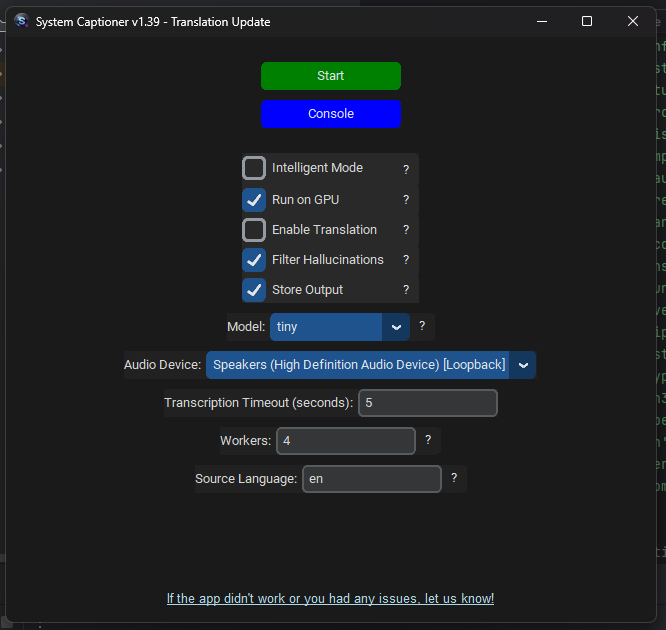 System Captioner v1.39 - Translation Update
Start
Console
Intelligent Mode ?
Run on GPU ?
Enable Translation ?
Filter Hallucinations ?
Store Output ?
Model: tiny ?
Audio Device: Speakers (High Definition Audio Device) [Loopback]
Transcription Timeout (seconds): 5
Workers: 4 ?
Source Language: en ?
If the app didn't work or you had any issues, let us know!